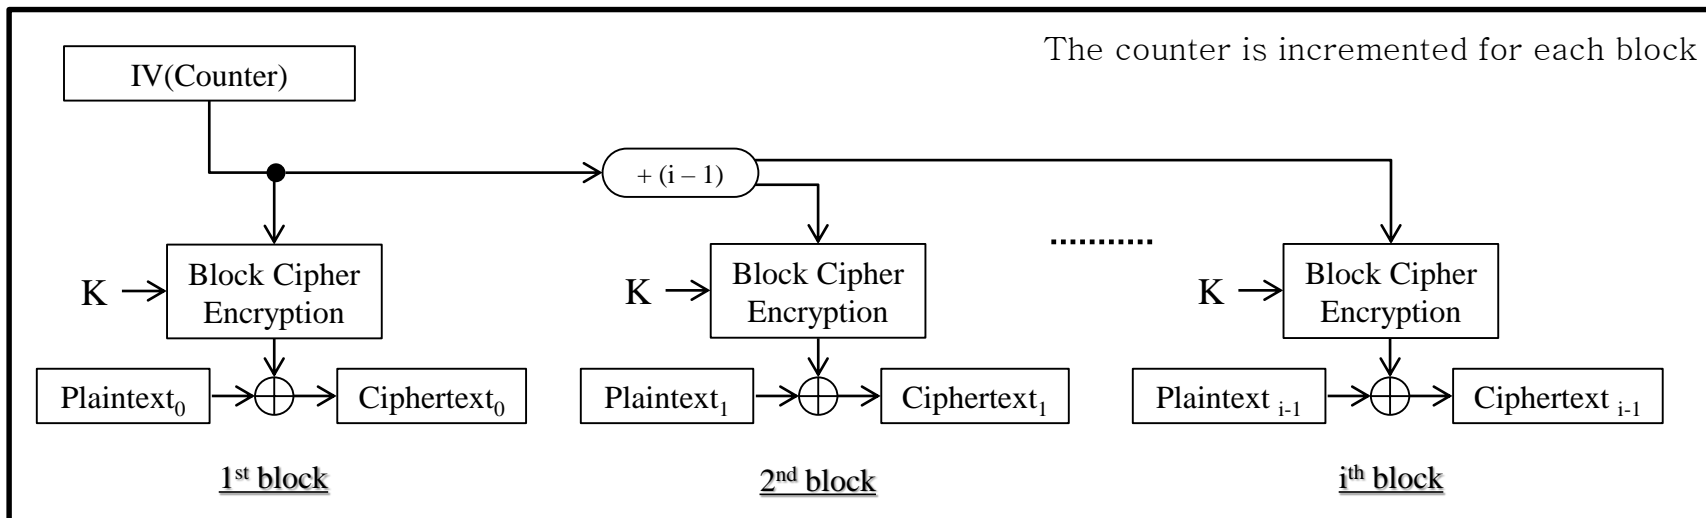 The counter is incremented for each block
IV(Counter)
+ (i – 1)
K
Block Cipher
Encryption
K
Block Cipher
Encryption
..........
K
Block Cipher
Encryption
Plaintext0
Ciphertext0
Plaintext1
Ciphertext1
Plaintext i-1
Ciphertext i-1
1st block
2nd block
ith block